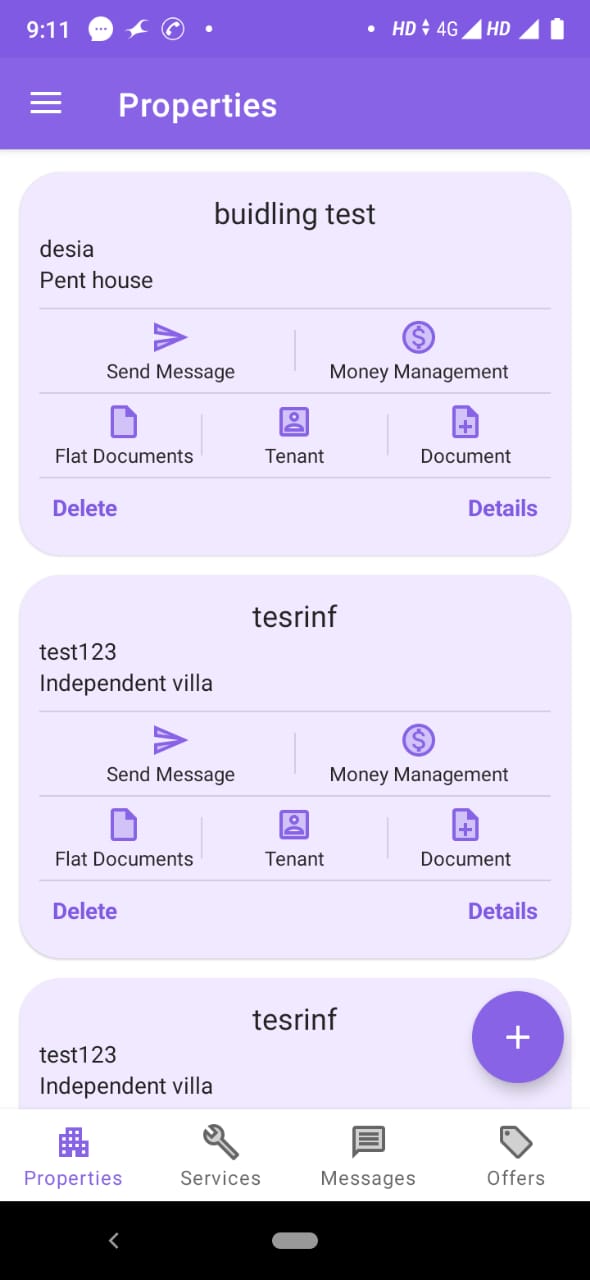 9:11 HD 4G HD
Properties
buidling test
desia
Pent house
Send Message Money Management
Flat Documents Tenant Document
Delete Details
tesrinf
test123
Independent villa
Send Message Money Management
Flat Documents Tenant Document
Delete Details
tesrinf
test123
Independent villa
Properties Services Messages Offers